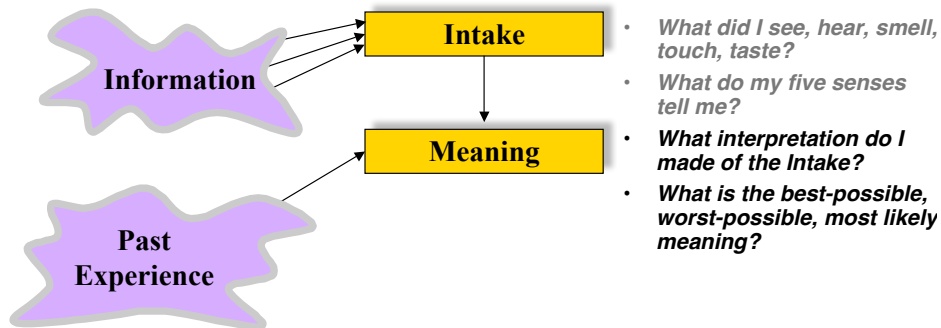 Information
Intake
Meaning
Past
Experience
• What did I see, hear, smell,
touch, taste?
• What do my five senses
tell me?
• What interpretation do I
made of the Intake?
• What is the best-possible,
worst-possible, most likely
meaning?